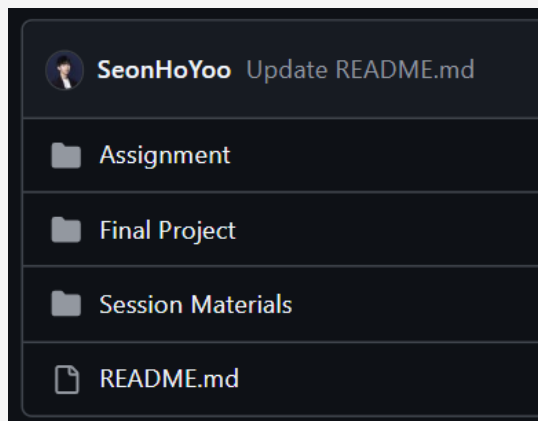 SeonHoYoo Update README.md
Assignment
Final Project
Session Materials
README.md